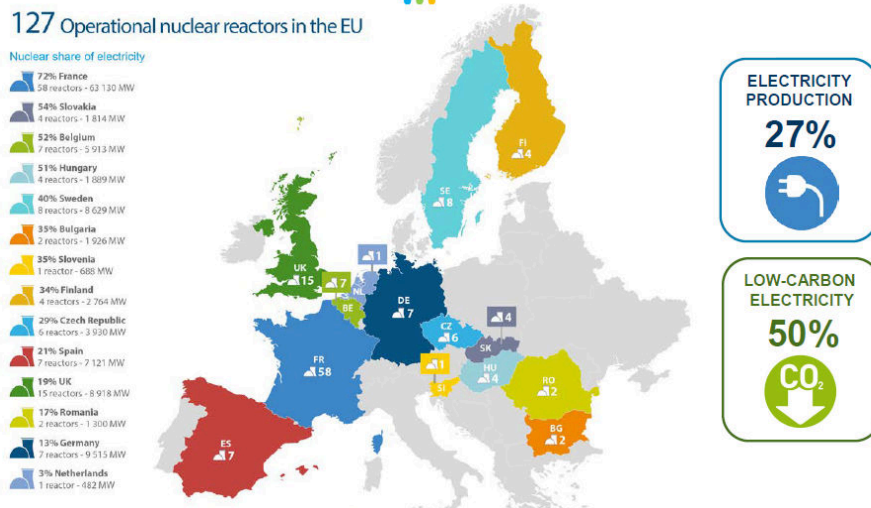 127 Operational nuclear reactors in the EU
Nuclear share of electricity
72% France
58 reactors - 63 130 MW
54% Slovakia
4 reactors - 1 814 MW
52% Belgium
7 reactors - 5 913 MW
51% Hungary
4 reactors - 1 889 MW
40% Sweden
8 reactors - 8 629 MW
35% Bulgaria
2 reactors - 1 926 MW
35% Slovenia
1 reactor - 688 MW
34% Finland
4 reactors - 2 764 MW
29% Czech Republic
6 reactors - 3 930 MW
21% Spain
7 reactors - 7 121 MW
19% UK
15 reactors - 8 918 MW
17% Romania
2 reactors - 1 300 MW
13% Germany
7 reactors - 9 515 MW
3% Netherlands
1 reactor - 482 MW
FI
4
SE
8
UK
15
1
7
NL
BE
DE
7
CZ
6
4
SK
FR
58
1
SI
HU
4
RO
2
BG
2
ES
7
ELECTRICITY
PRODUCTION
27%
LOW-CARBON
ELECTRICITY
50%
CO2